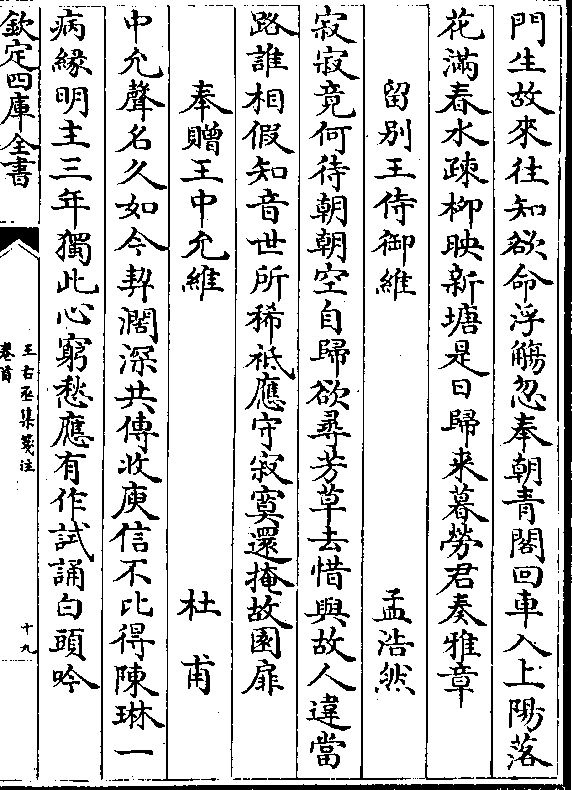 門生故來往知欲命浮觴忽奉朝青閣回車入上陽落
花滿春水疎柳映新塘是日歸来暮勞君奏雅章
留别王侍御維 孟浩然
寂寂竟何待朝朝空自歸欲尋芳草去惜與故人違當
路誰相假知音世所稀祗應守寂寞還掩故園扉
奉贈王中允維 杜甫
中允聲名久如今契濶深共傳收庾信不比得陳琳一
病緣明主三年獨此心窮愁應有作試誦白頭吟
欽定四庫全書
王右丞集箋注
卷首
十九